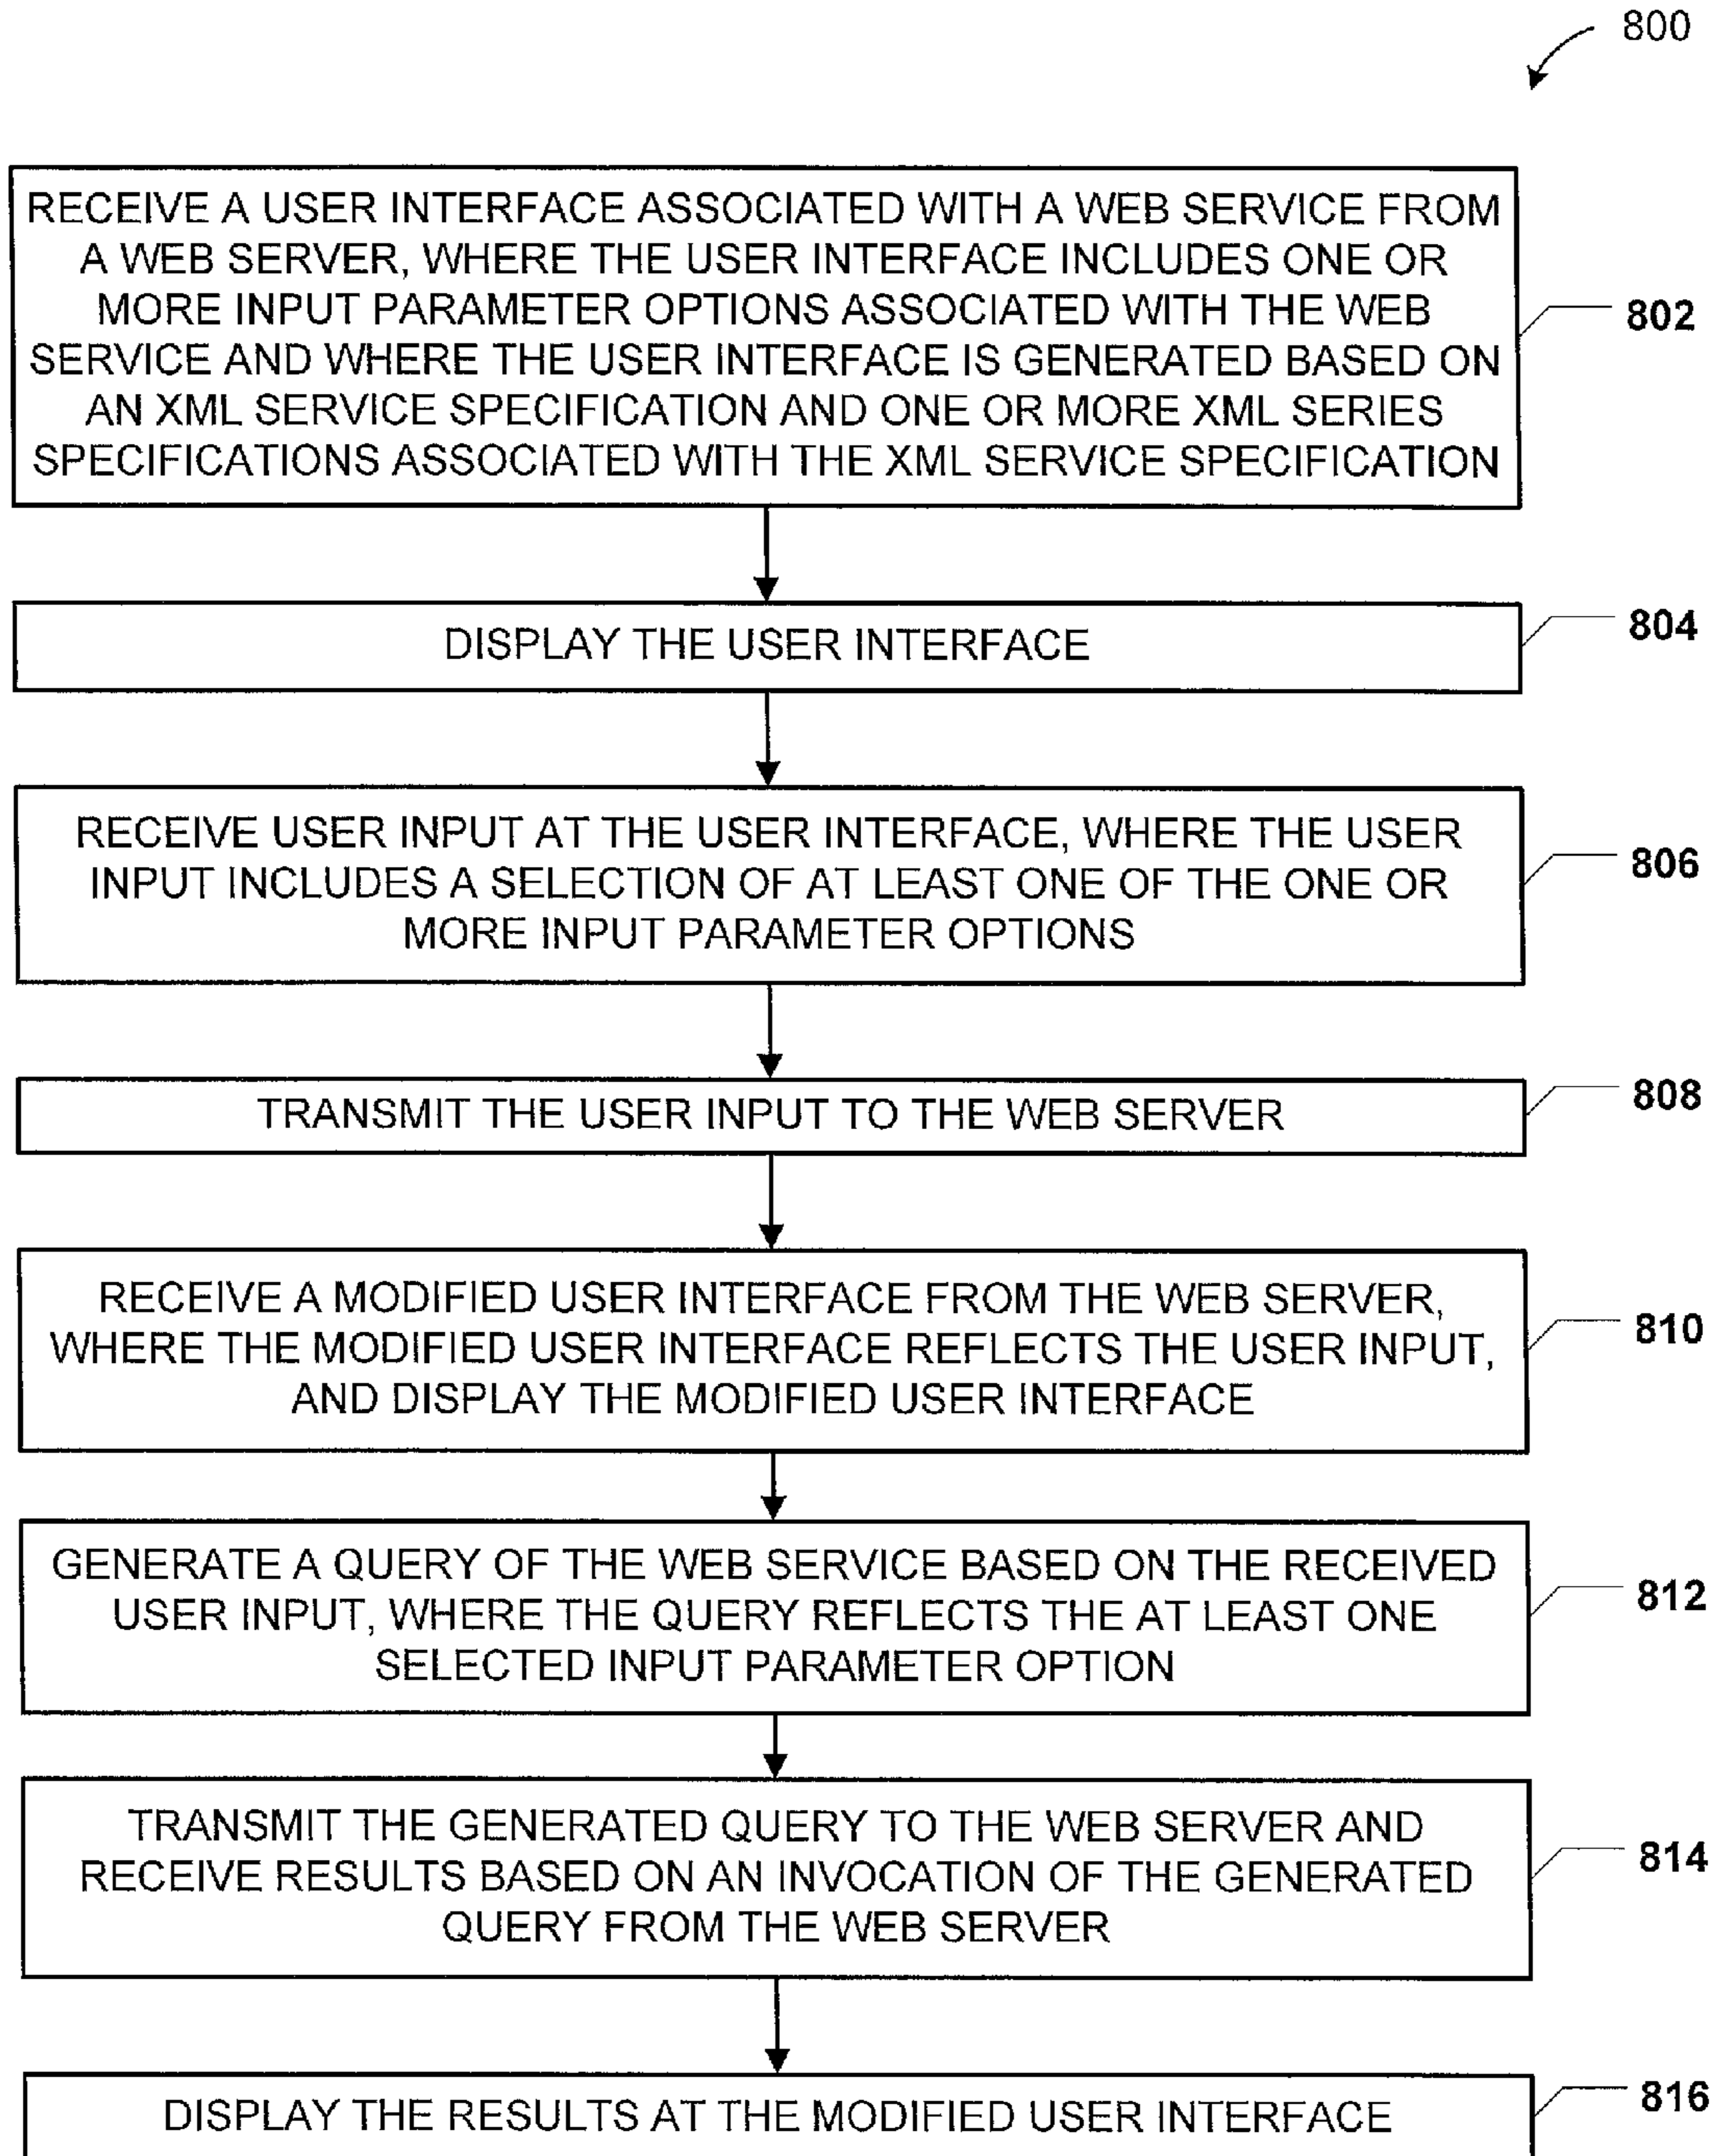 800
RECEIVE A USER INTERFACE ASSOCIATED WITH A WEB SERVICE FROM
A WEB SERVER, WHERE THE USER INTERFACE INCLUDES ONE OR
MORE INPUT PARAMETER OPTIONS ASSOCIATED WITH THE WEB
SERVICE AND WHERE THE USER INTERFACE IS GENERATED BASED ON
AN XML SERVICE SPECIFICATION AND ONE OR MORE XML SERIES
SPECIFICATIONS ASSOCIATED WITH THE XML SERVICE SPECIFICATION
802
DISPLAY THE USER INTERFACE
804
RECEIVE USER INPUT AT THE USER INTERFACE, WHERE THE USER
INPUT INCLUDES A SELECTION OF AT LEAST ONE OF THE ONE OR
MORE INPUT PARAMETER OPTIONS
806
TRANSMIT THE USER INPUT TO THE WEB SERVER
808
RECEIVE A MODIFIED USER INTERFACE FROM THE WEB SERVER,
WHERE THE MODIFIED USER INTERFACE REFLECTS THE USER INPUT,
AND DISPLAY THE MODIFIED USER INTERFACE
810
GENERATE A QUERY OF THE WEB SERVICE BASED ON THE RECEIVED
USER INPUT, WHERE THE QUERY REFLECTS THE AT LEAST ONE
SELECTED INPUT PARAMETER OPTION
812
TRANSMIT THE GENERATED QUERY TO THE WEB SERVER AND
RECEIVE RESULTS BASED ON AN INVOCATION OF THE GENERATED
QUERY FROM THE WEB SERVER
814
DISPLAY THE RESULTS AT THE MODIFIED USER INTERFACE
816